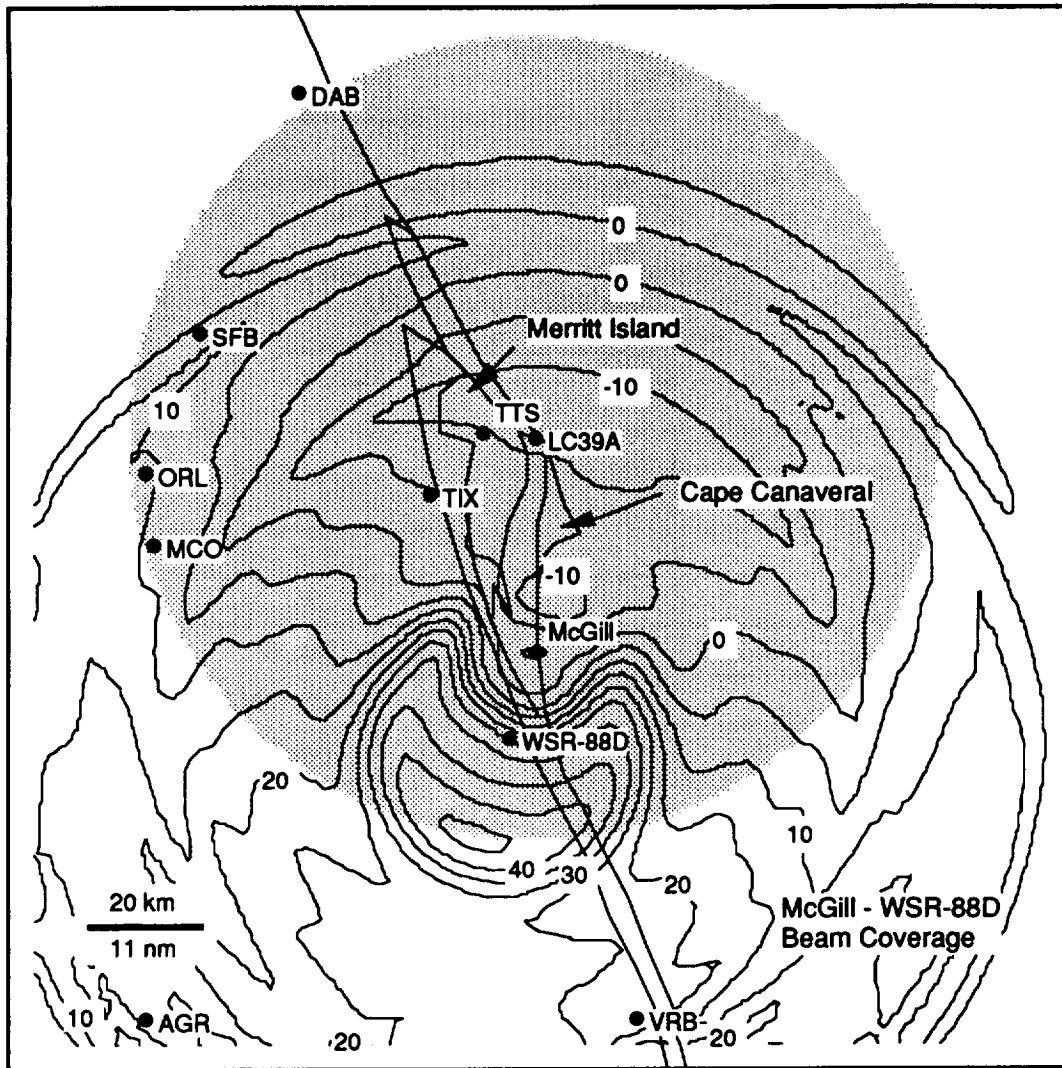 DAB
0
0
SFB
Merritt Island
-10
10
TTS
LC39A
ORL
TIX
Cape Canaveral
MCO
-10
McGill
0
WSR-88D
20
10
40
30
20
20 km
11 nm
McGill - WSR-88D
Beam Coverage
10
AGR
20
VRB
20